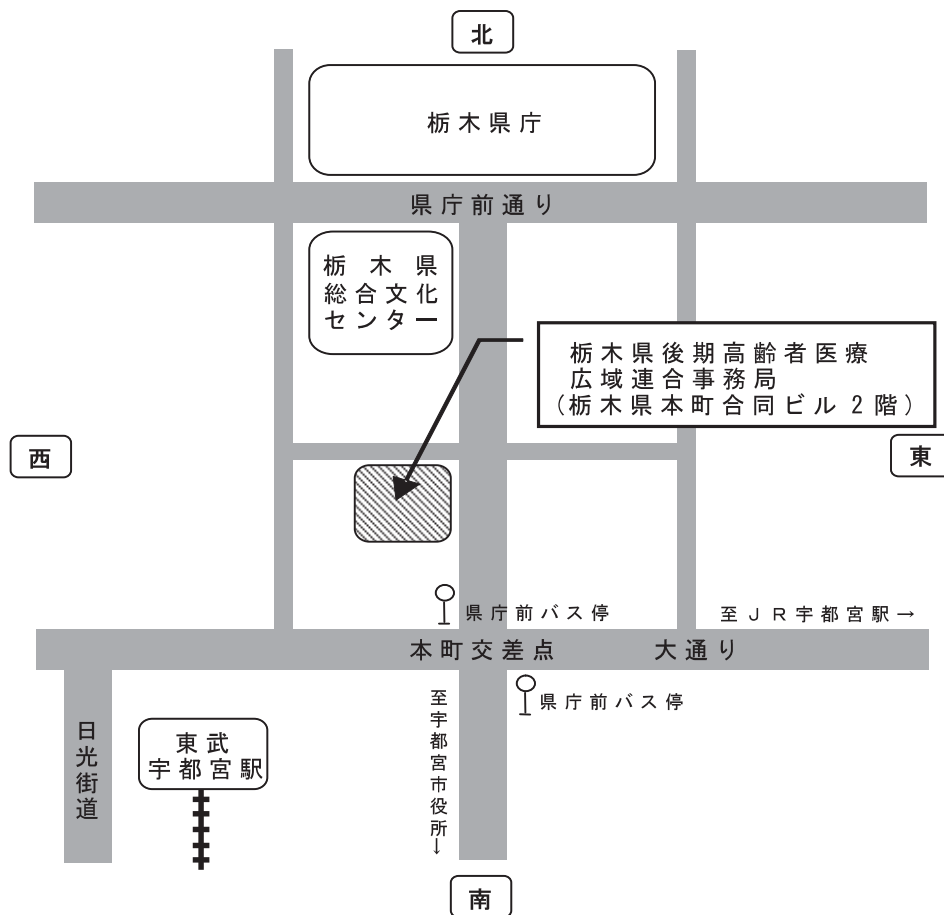 北
栃木県庁
県庁前通り
栃木県
総合文化
センター
栃木県後期高齢者医療
広域連合事務局
（栃木県本町合同ビル２階）
西
東
県庁前バス停
至ＪＲ宇都宮駅→
本町交差点
大通り
県庁前バス停
至宇都宮市役所→
日光街道
東武
宇都宮駅
南